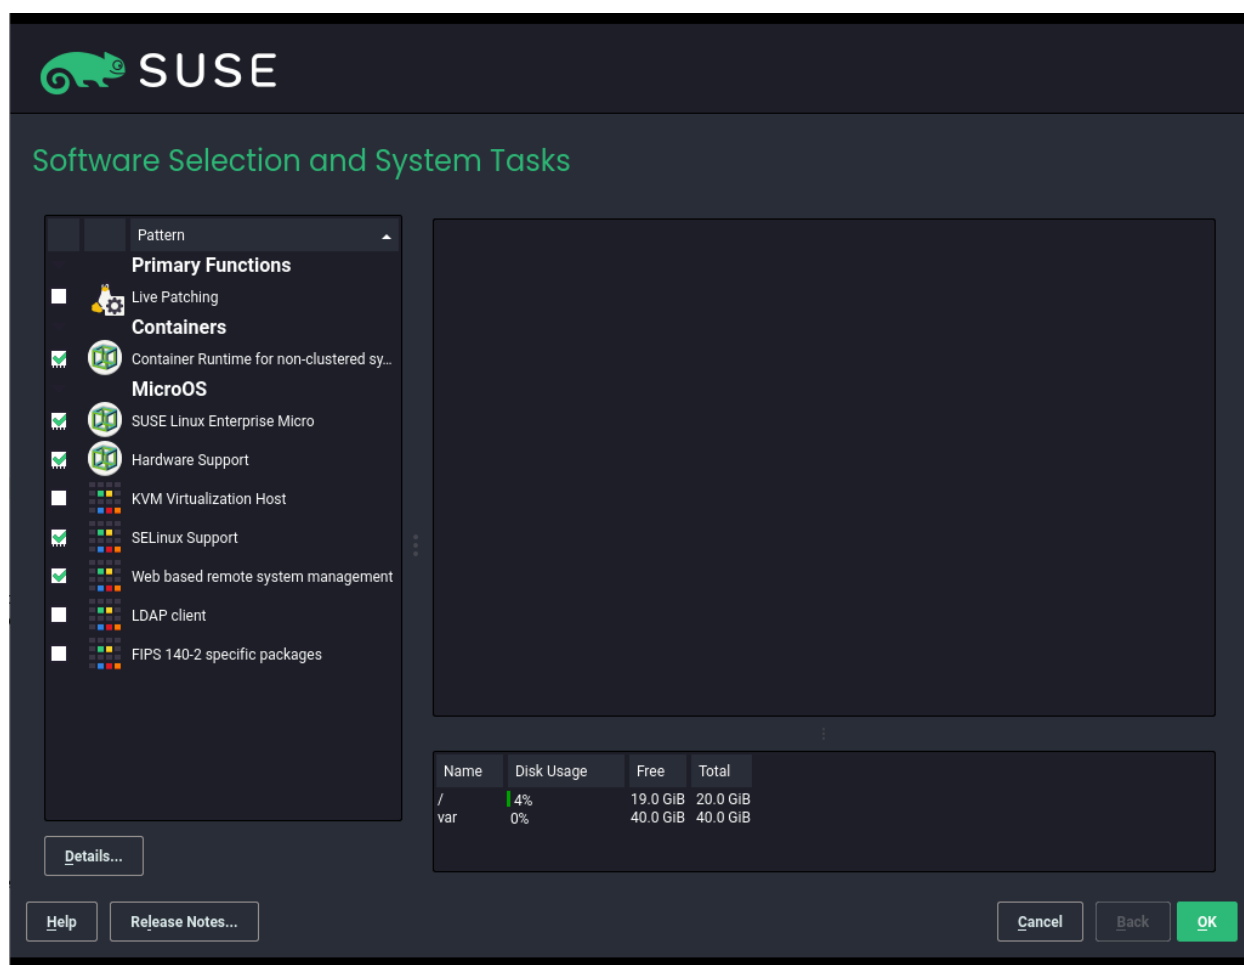 SUSE
Software Selection and System Tasks
Pattern
Primary Functions
Live Patching
Containers
Container Runtime for non-clustered sy...
MicroOS
SUSE Linux Enterprise Micro
Hardware Support
KVM Virtualization Host
SELinux Support
Web based remote system management
LDAP client
FIPS 140-2 specific packages
Name Disk Usage Free Total
/ 4% 19.0 GiB 20.0 GiB
var 0% 40.0 GiB 40.0 GiB
Details...
Help Release Notes... Cancel Back OK